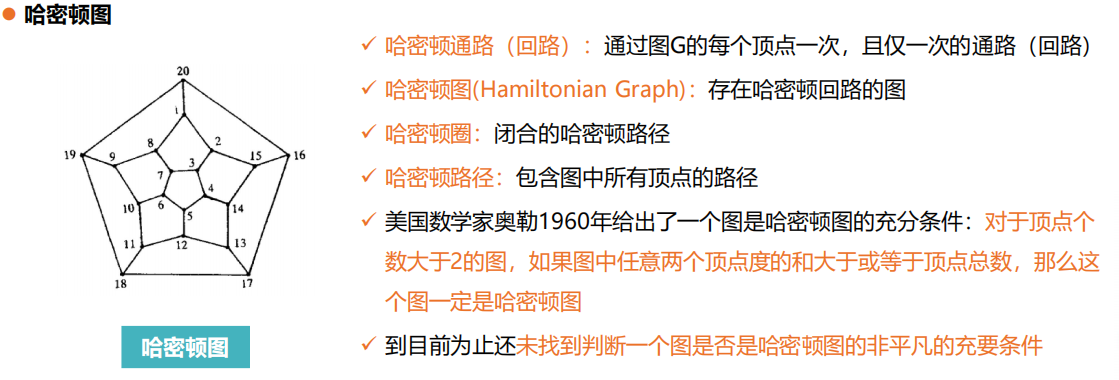 哈密顿图
哈密顿通路（回路）：通过图G的每个顶点一次，且仅一次的通路（回路）
哈密顿图(Hamiltonian Graph)：存在哈密顿回路的图
哈密顿圈：闭合的哈密顿路径
哈密顿路径：包含图中所有顶点的路径
美国数学家奥勒1960年给出了一个图是哈密顿图的充分条件：对于顶点个
数大于2的图，如果图中任意两个顶点度的和大于或等于顶点总数，那么这
个图一定是哈密顿图
到目前为止还未找到判断一个图是否是哈密顿图的非平凡的充要条件
20
1
8 2
19 9 7 3 15 16
6 4
10 5 14
11 12 13
18 17
哈密顿图